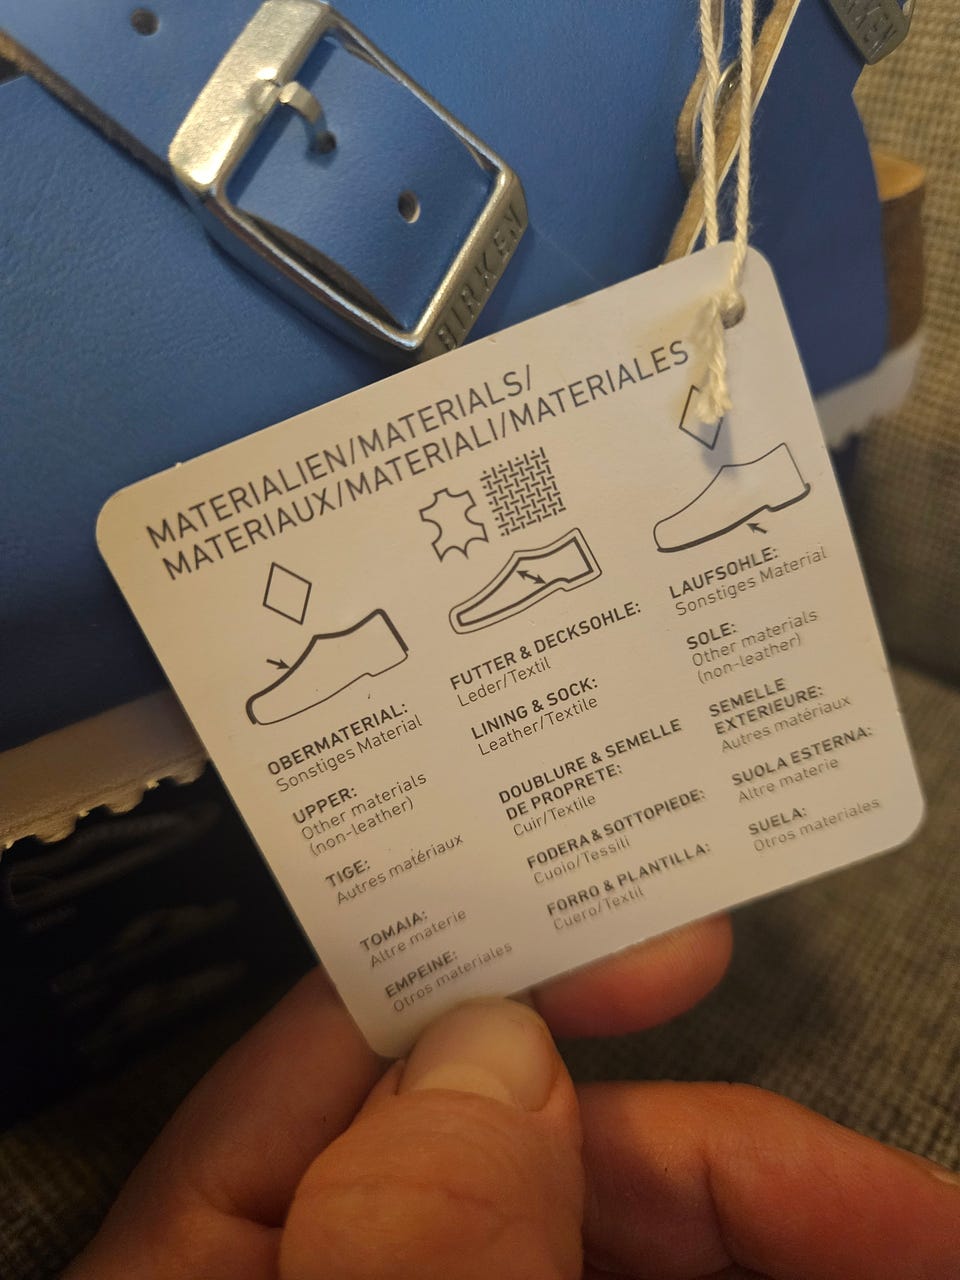 BIRKEN
RKEN
MATERIALIEN/MATERIALS/
MATERIAUX/MATERIALI/MATERIALES
OBERMATERIAL:
Sonstiges Material
UPPER:
Other materials
(non-leather)
TIGE:
Autres matériaux
TOMAIA:
Altre materie
EMPEINE:
Otros materiales
FUTTER & DECKSOHLE:
Leder/Textil
LINING & SOCK:
Leather/Textile
DOUBLURE & SEMELLE
DE PROPRETE:
Cuir/Textile
FODERA & SOTTOPIEDE:
Cuoio/Tessili
FORRO & PLANTILLA:
Cuero/Textil
LAUFSOHLE:
Sonstiges Material
SOLE:
Other materials
(non-leather)
SEMELLE
EXTERIEURE:
Autres matériaux
SUOLA ESTERNA:
Altre materie
SUELA:
Otros materiales